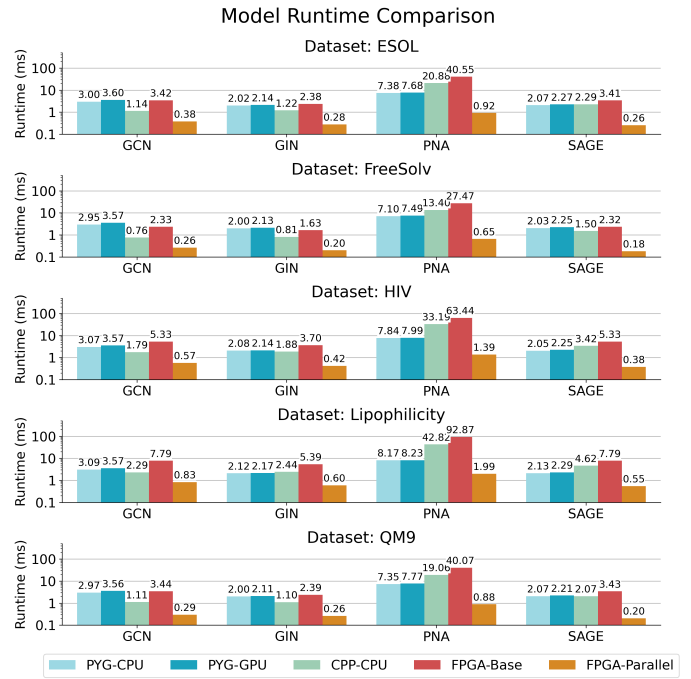 Model Runtime Comparison
Dataset: ESOL
Runtime (ms)
100
10
1
0.1
3.00 3.60 1.14 3.42 0.38
2.02 2.14 1.22 2.38 0.28
7.38 7.68 20.88 40.55 0.92
2.07 2.27 2.29 3.41 0.26
GCN GIN PNA SAGE
Dataset: FreeSolv
Runtime (ms)
100
10
1
0.1
2.95 3.57 0.76 2.33 0.26
2.00 2.13 0.81 1.63 0.20
7.10 7.49 13.40 27.47 0.65
2.03 2.25 1.50 2.32 0.18
GCN GIN PNA SAGE
Dataset: HIV
Runtime (ms)
100
10
1
0.1
3.07 3.57 1.79 5.33 0.57
2.08 2.14 1.88 3.70 0.42
7.84 7.99 33.19 63.44 1.39
2.05 2.25 3.42 5.33 0.38
GCN GIN PNA SAGE
Dataset: Lipophilicity
Runtime (ms)
100
10
1
0.1
3.09 3.57 2.29 7.79 0.83
2.12 2.17 2.44 5.39 0.60
8.17 8.23 42.82 92.87 1.99
2.13 2.29 4.62 7.79 0.55
GCN GIN PNA SAGE
Dataset: QM9
Runtime (ms)
100
10
1
0.1
2.97 3.56 1.11 3.44 0.29
2.00 2.11 1.10 2.39 0.26
7.35 7.77 19.06 40.07 0.88
2.07 2.21 2.07 3.43 0.20
GCN GIN PNA SAGE
PYG-CPU PYG-GPU CPP-CPU FPGA-Base FPGA-Parallel